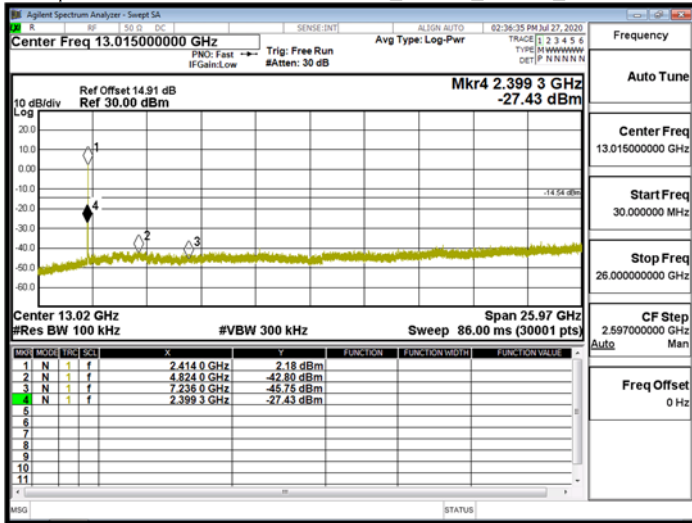 Agilent Spectrum Analyzer - Swept SA
R RF 50 Ω DC SENSE:INT ALIGN AUTO 02:36:35 PM Jul 27, 2020
Center Freq 13.015000000 GHz
PNO: Fast
IFGain:Low
Trig: Free Run
#Atten: 30 dB
Avg Type: Log-Pwr
TRACE 1 2 3 4 5 6
TYPE M WWWWW
DET P N N N N N
Ref Offset 14.91 dB
Ref 30.00 dBm
10 dB/div
Log
Mkr4 2.399 3 GHz
-27.43 dBm
20.0
10.0
0.00
-10.0
-20.0
-30.0
-40.0
-50.0
-60.0
1
4
2
3
-14.54 dBm
Center 13.02 GHz Span 25.97 GHz
#Res BW 100 kHz #VBW 300 kHz Sweep 86.00 ms (30001 pts)
MKR MODE TRC SCL X Y FUNCTION FUNCTION WIDTH FUNCTION VALUE
1 N 1 f 2.414 0 GHz 2.18 dBm
2 N 1 f 4.824 0 GHz -42.80 dBm
3 N 1 f 7.236 0 GHz -45.75 dBm
4 N 1 f 2.399 3 GHz -27.43 dBm
5
6
7
8
9
10
11
MSG STATUS
Frequency
Auto Tune
Center Freq
13.015000000 GHz
Start Freq
30.000000 MHz
Stop Freq
26.000000000 GHz
CF Step
2.597000000 GHz
Auto Man
Freq Offset
0 Hz